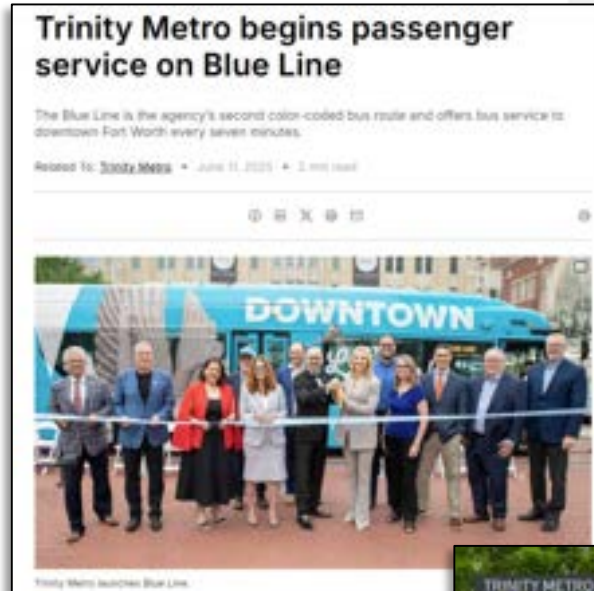 Trinity Metro begins passenger
service on Blue Line
The Blue Line is the agency's second color-coded bus route and offers bus service to
downtown Fort Worth every seven minutes.
Related To: Trinity Metro • June 11, 2025 • 2 min read
DOWNTOWN
Trinity Metro launches Blue Line.
TRINITY METRO